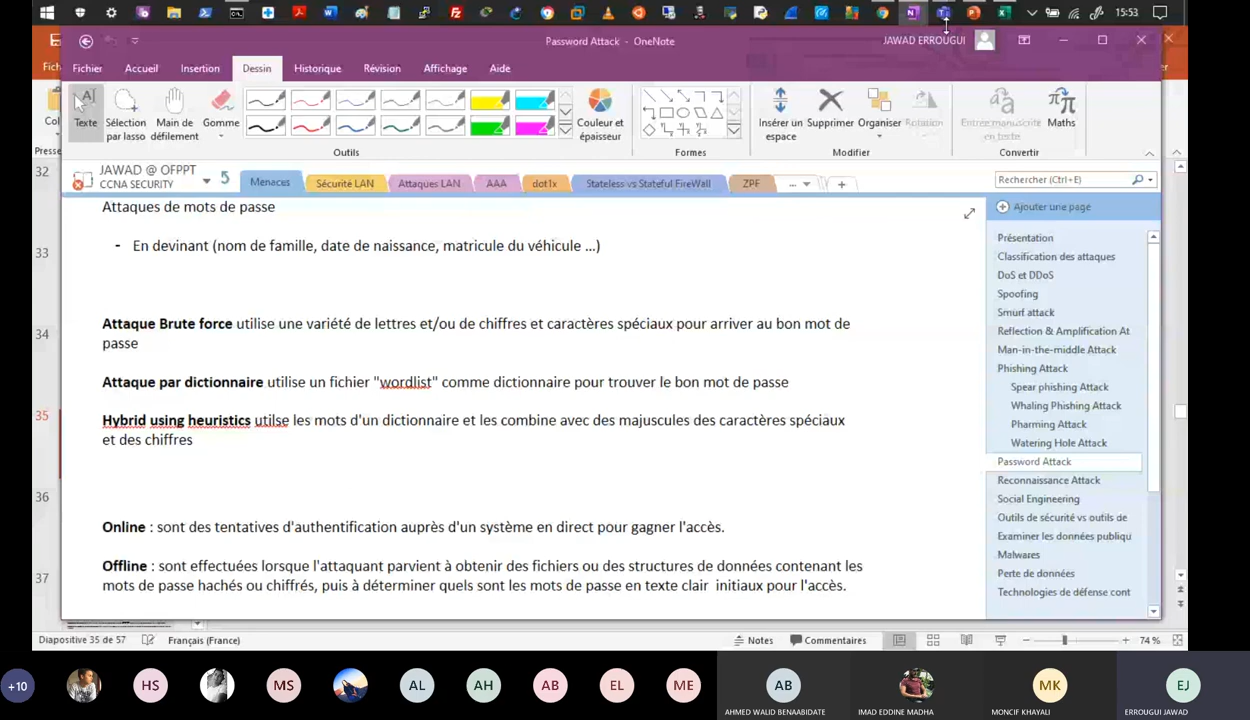 15:53
Password Attack - OneNote
JAWAD ERROUGUI
Fichier
Accueil
Insertion
Dessin
Historique
Révision
Affichage
Aide
Texte
Sélection par lasso
Main de défilement
Gomme
Couleur et épaisseur
Insérer un espace
Supprimer
Organiser
Rotation
Entrée manuscrite en texte
Maths
Outils
Formes
Modifier
Convertir
JAWAD @ OFPPT
CCNA SECURITY
5
Menaces
Sécurité LAN
Attaques LAN
AAA
dot1x
Stateless vs Stateful FireWall
ZPF
...
Rechercher (Ctrl+E)
Attaques de mots de passe
- En devinant (nom de famille, date de naissance, matricule du véhicule ...)
Attaque Brute force utilise une variété de lettres et/ou de chiffres et caractères spéciaux pour arriver au bon mot de
passe
Attaque par dictionnaire utilise un fichier "wordlist" comme dictionnaire pour trouver le bon mot de passe
Hybrid using heuristics utilse les mots d'un dictionnaire et les combine avec des majuscules des caractères spéciaux
et des chiffres
Online : sont des tentatives d'authentification auprès d'un système en direct pour gagner l'accès.
Offline : sont effectuées lorsque l'attaquant parvient à obtenir des fichiers ou des structures de données contenant les
mots de passe hachés ou chiffrés, puis à déterminer quels sont les mots de passe en texte clair initiaux pour l'accès.
Ajouter une page
Présentation
Classification des attaques
DoS et DDoS
Spoofing
Smurf attack
Reflection & Amplification At
Man-in-the-middle Attack
Phishing Attack
Spear phishing Attack
Whaling Phishing Attack
Pharming Attack
Watering Hole Attack
Password Attack
Reconnaissance Attack
Social Engineering
Outils de sécurité vs outils de
Examiner les données publiqu
Malwares
Perte de données
Technologies de défense cont
Fich
Col
Presse
32
33
34
35
36
37
Diapositive 35 de 57
Français (France)
Notes
Commentaires
74 %
+10
HS
MS
AL
AH
AB
EL
ME
AB
AHMED WALID BENAABIDATE
IMAD EDDINE MADHA
MK
MONCIF KHAYALI
EJ
ERROUGUI JAWAD